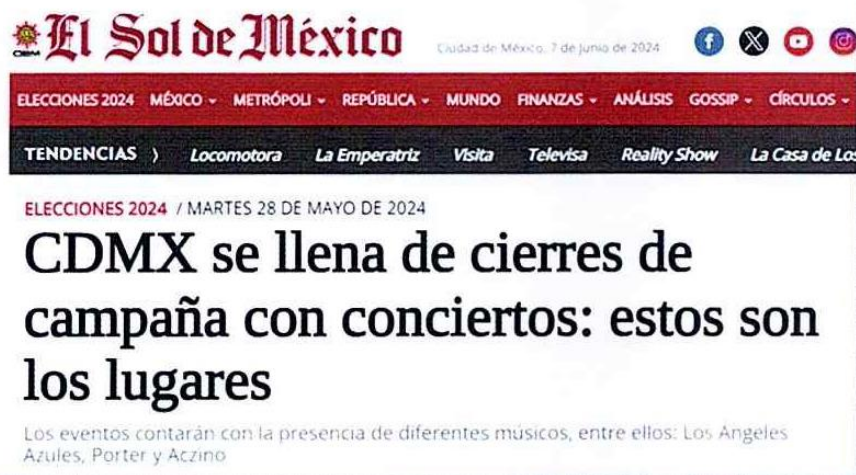 El Sol de México
OEM
Ciudad de México, 7 de junio de 2024
ELECCIONES 2024 MÉXICO METRÓPOLI REPÚBLICA MUNDO FINANZAS ANÁLISIS GOSSIP CÍRCULOS
TENDENCIAS ) Locomotora La Emperatriz Visita Televisa Reality Show La Casa de Los
ELECCIONES 2024 / MARTES 28 DE MAYO DE 2024
CDMX se llena de cierres de
campaña con conciertos: estos son
los lugares
Los eventos contarán con la presencia de diferentes músicos, entre ellos: Los Ángeles
Azules, Porter y Aczino